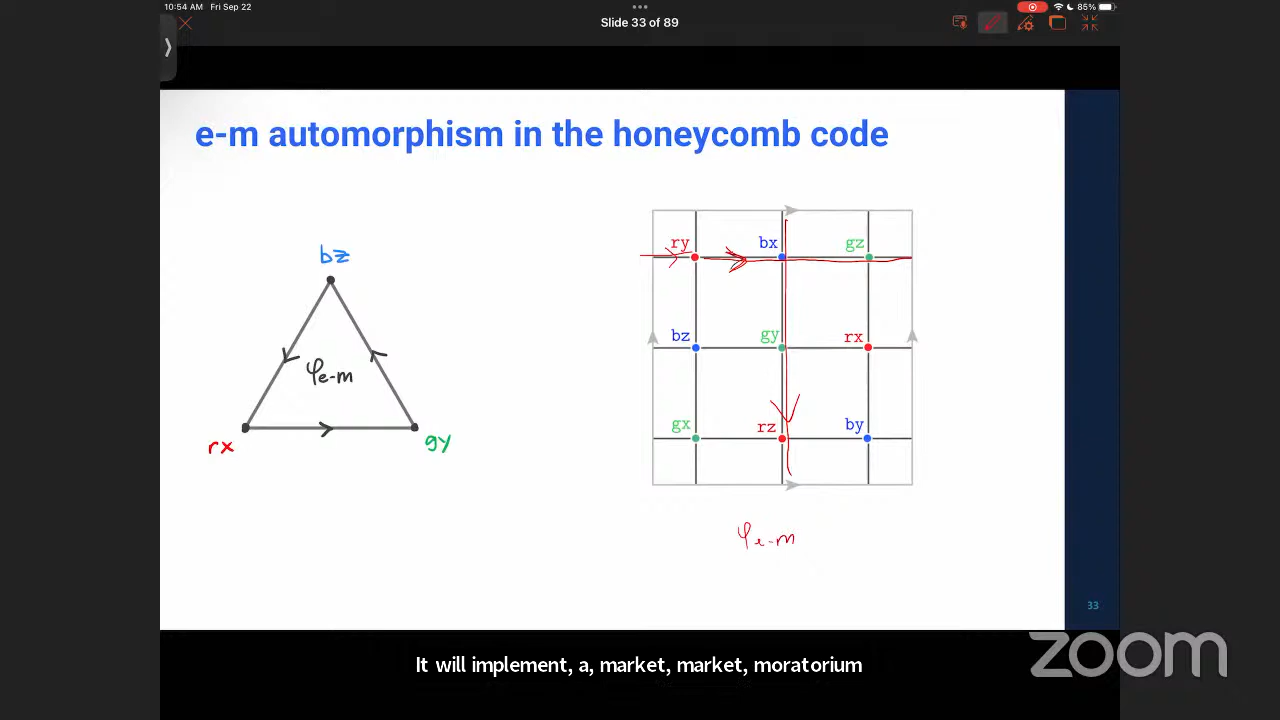 10:54 AM Fri Sep 22
85%
Slide 33 of 89
e-m automorphism in the honeycomb code
bz
φe-m
rx
gy
ry bx gz
bz gy rx
gx rz by
φe-m
33
It will implement, a, market, market, moratorium
zoom